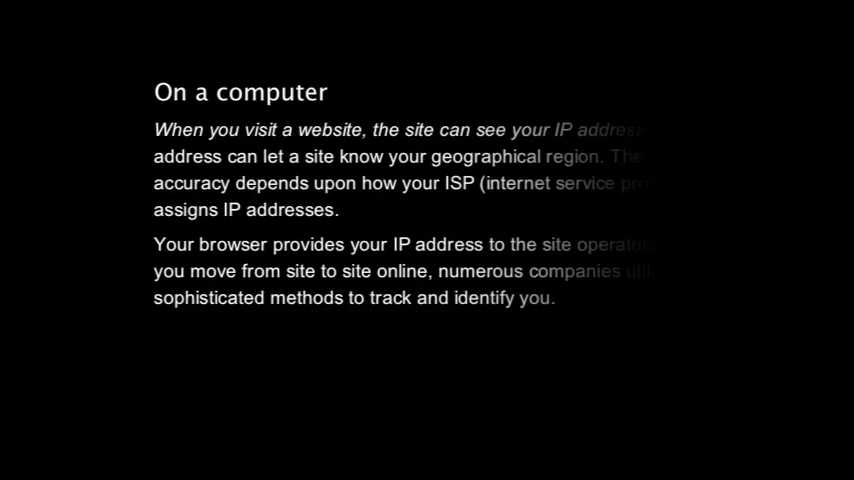 On a computer
When you visit a website, the site can see your IP address
address can let a site know your geographical region. The
accuracy depends upon how your ISP (internet service
assigns IP addresses.
Your browser provides your IP address to the site
you move from site to site online, numerous companies
sophisticated methods to track and identify you.